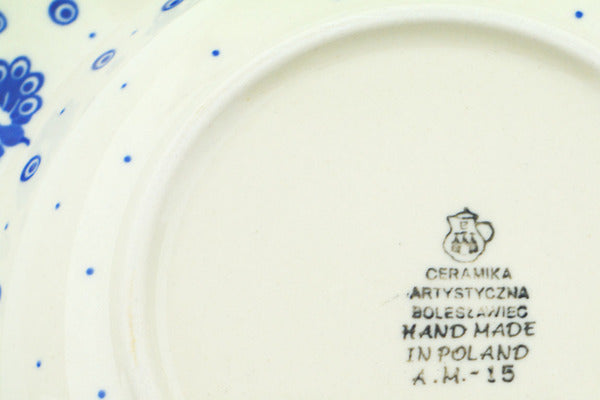 CERAMIKA
ARTYSTYCZNA
BOLESŁAWIEC
HAND MADE
IN POLAND
A.M.-15